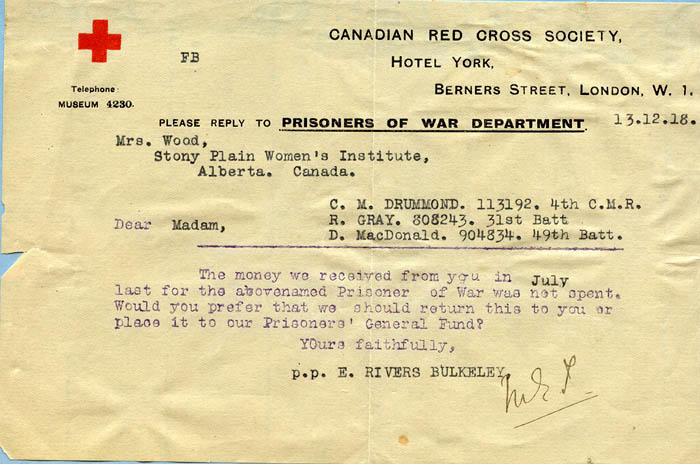 CANADIAN RED CROSS SOCIETY,
FB
HOTEL YORK,
Telephone
MUSEUM 4230.
BERNERS STREET, LONDON, W. 1.
PLEASE REPLY TO PRISONERS OF WAR DEPARTMENT.
13.12.18.
Mrs. Wood,
Stony Plain Women's Institute,
Alberta. Canada.
C. M. DRUMMOND. 113192. 4th C.M.R.
R. GRAY. 808243. 31st Batt
D. MacDonald. 904834. 49th Batt.
Dear Madam,
The money we received from you in July
last for the abovenamed Prisoner of War was not spent.
Would you prefer that we should return this to you or
place it to our Prisoners' General Fund?
YOurs faithfully,
p.p. E. RIVERS BULKELEY